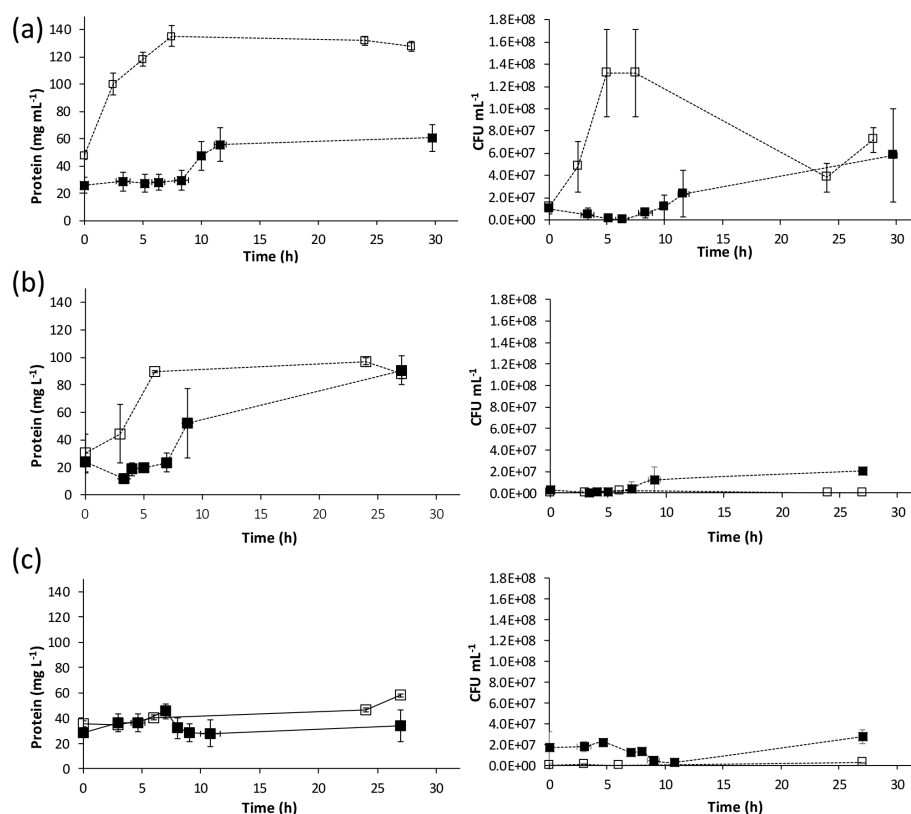 (a)
Protein (mg mL-1)
140
120
100
80
60
40
20
0
0 5 10 15 20 25 30
Time (h)
CFU mL-1
1.8E+08
1.6E+08
1.4E+08
1.2E+08
1.0E+08
8.0E+07
6.0E+07
4.0E+07
2.0E+07
0.0E+00
0 5 10 15 20 25 30
Time (h)
(b)
Protein (mg L-1)
140
120
100
80
60
40
20
0
0 5 10 15 20 25 30
Time (h)
CFU mL-1
1.8E+08
1.6E+08
1.4E+08
1.2E+08
1.0E+08
8.0E+07
6.0E+07
4.0E+07
2.0E+07
0.0E+00
0 5 10 15 20 25 30
Time (h)
(c)
Protein (mg L-1)
140
120
100
80
60
40
20
0
0 5 10 15 20 25 30
Time (h)
CFU mL-1
1.8E+08
1.6E+08
1.4E+08
1.2E+08
1.0E+08
8.0E+07
6.0E+07
4.0E+07
2.0E+07
0.0E+00
0 5 10 15 20 25 30
Time (h)